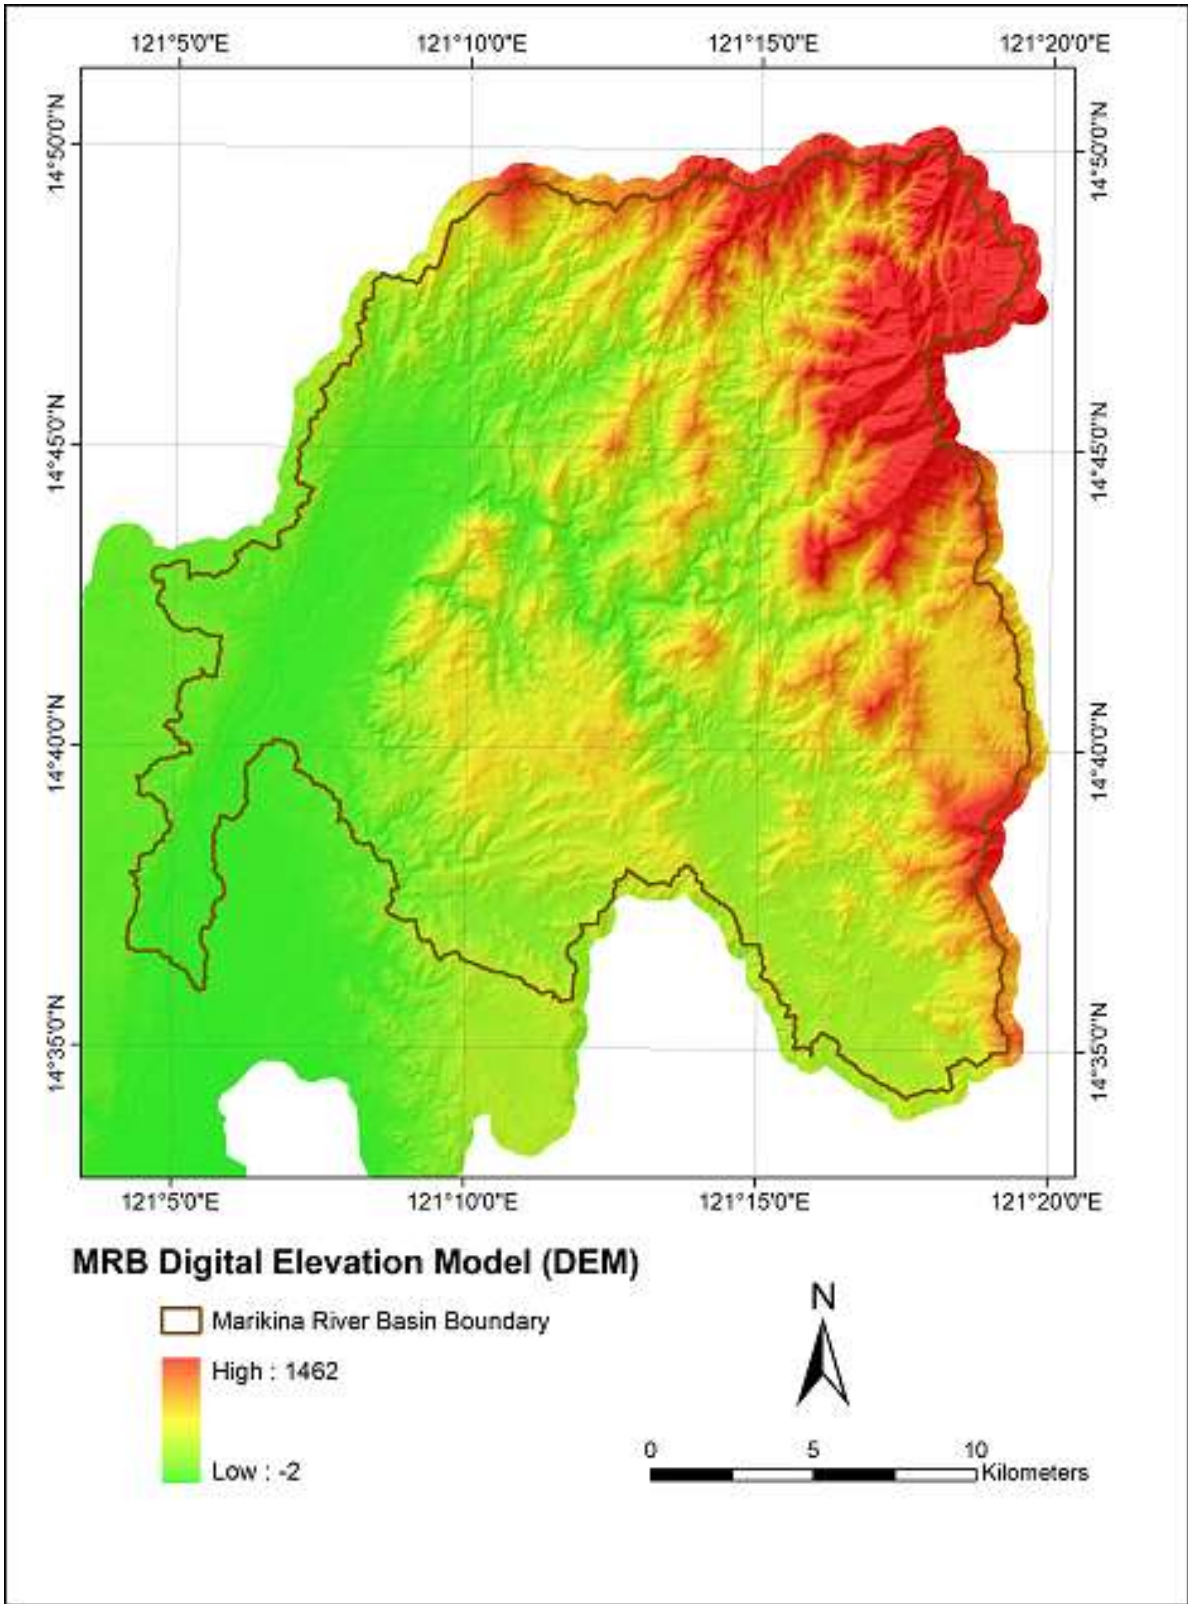 121°5'0"E 121°10'0"E 121°15'0"E 121°20'0"E
14°50'0"N 14°50'0"N
14°45'0"N 14°45'0"N
14°40'0"N 14°40'0"N
14°35'0"N 14°35'0"N
121°5'0"E 121°10'0"E 121°15'0"E 121°20'0"E
MRB Digital Elevation Model (DEM)
Marikina River Basin Boundary
High : 1462
Low : -2
N
0 5 10
Kilometers